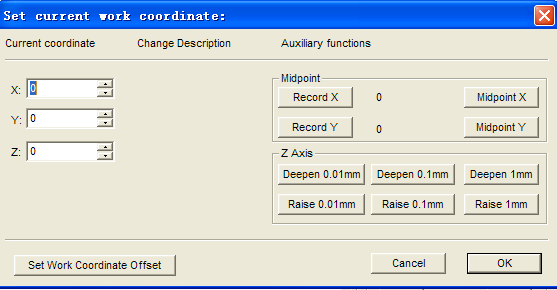 Set current work coordinate:
Current coordinate Change Description Auxiliary functions
Midpoint
X: 0 Record X 0 Midpoint X
Y: 0 Record Y 0 Midpoint Y
Z: 0 Z Axis
Deepen 0.01mm Deepen 0.1mm Deepen 1mm
Raise 0.01mm Raise 0.1mm Raise 1mm
Set Work Coordinate Offset Cancel OK